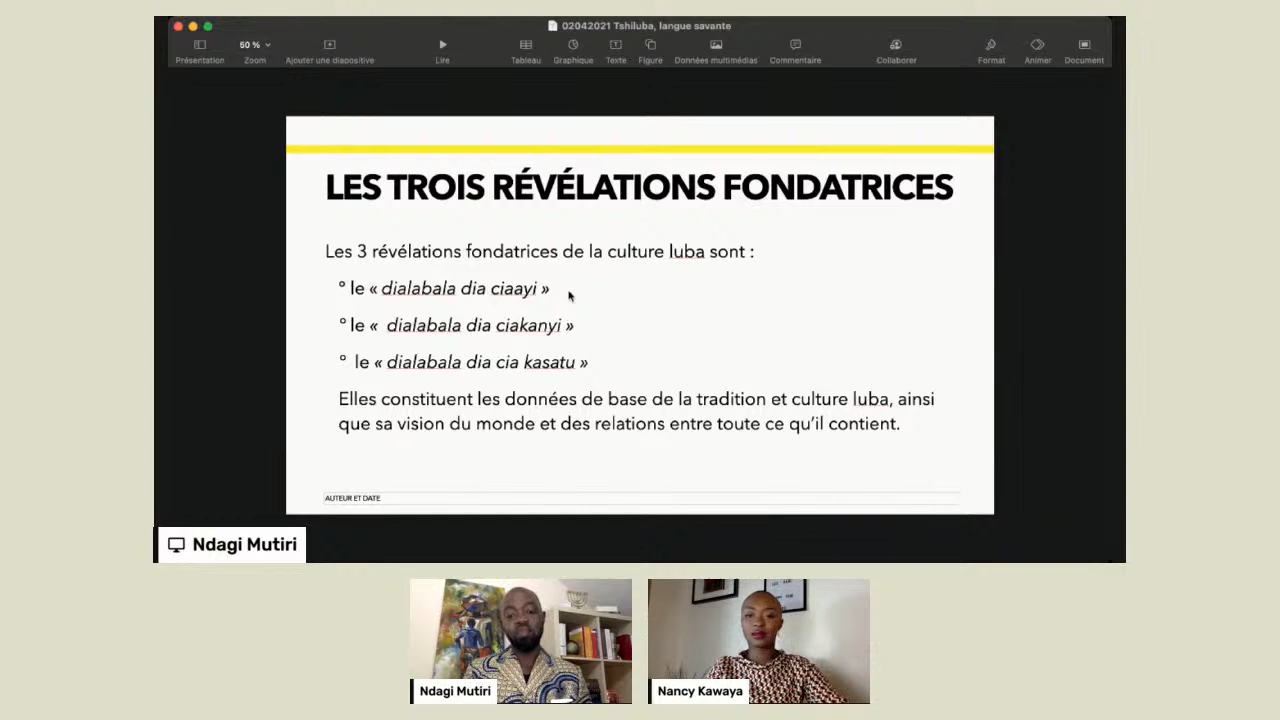 02042021 Tshiluba, langue savante
50 %
Présentation Zoom Ajouter une diapositive Lire Tableau Graphique Texte Figure Données multimédias Commentaire Collaborer Format Animer Document
LES TROIS RÉVÉLATIONS FONDATRICES
Les 3 révélations fondatrices de la culture luba sont :
° le « dialabala dia ciaayi »
° le « dialabala dia ciakanyi »
° le « dialabala dia cia kasatu »
Elles constituent les données de base de la tradition et culture luba, ainsi
que sa vision du monde et des relations entre toute ce qu'il contient.
AUTEUR ET DATE
Ndagi Mutiri
Ndagi Mutiri
Nancy Kawaya